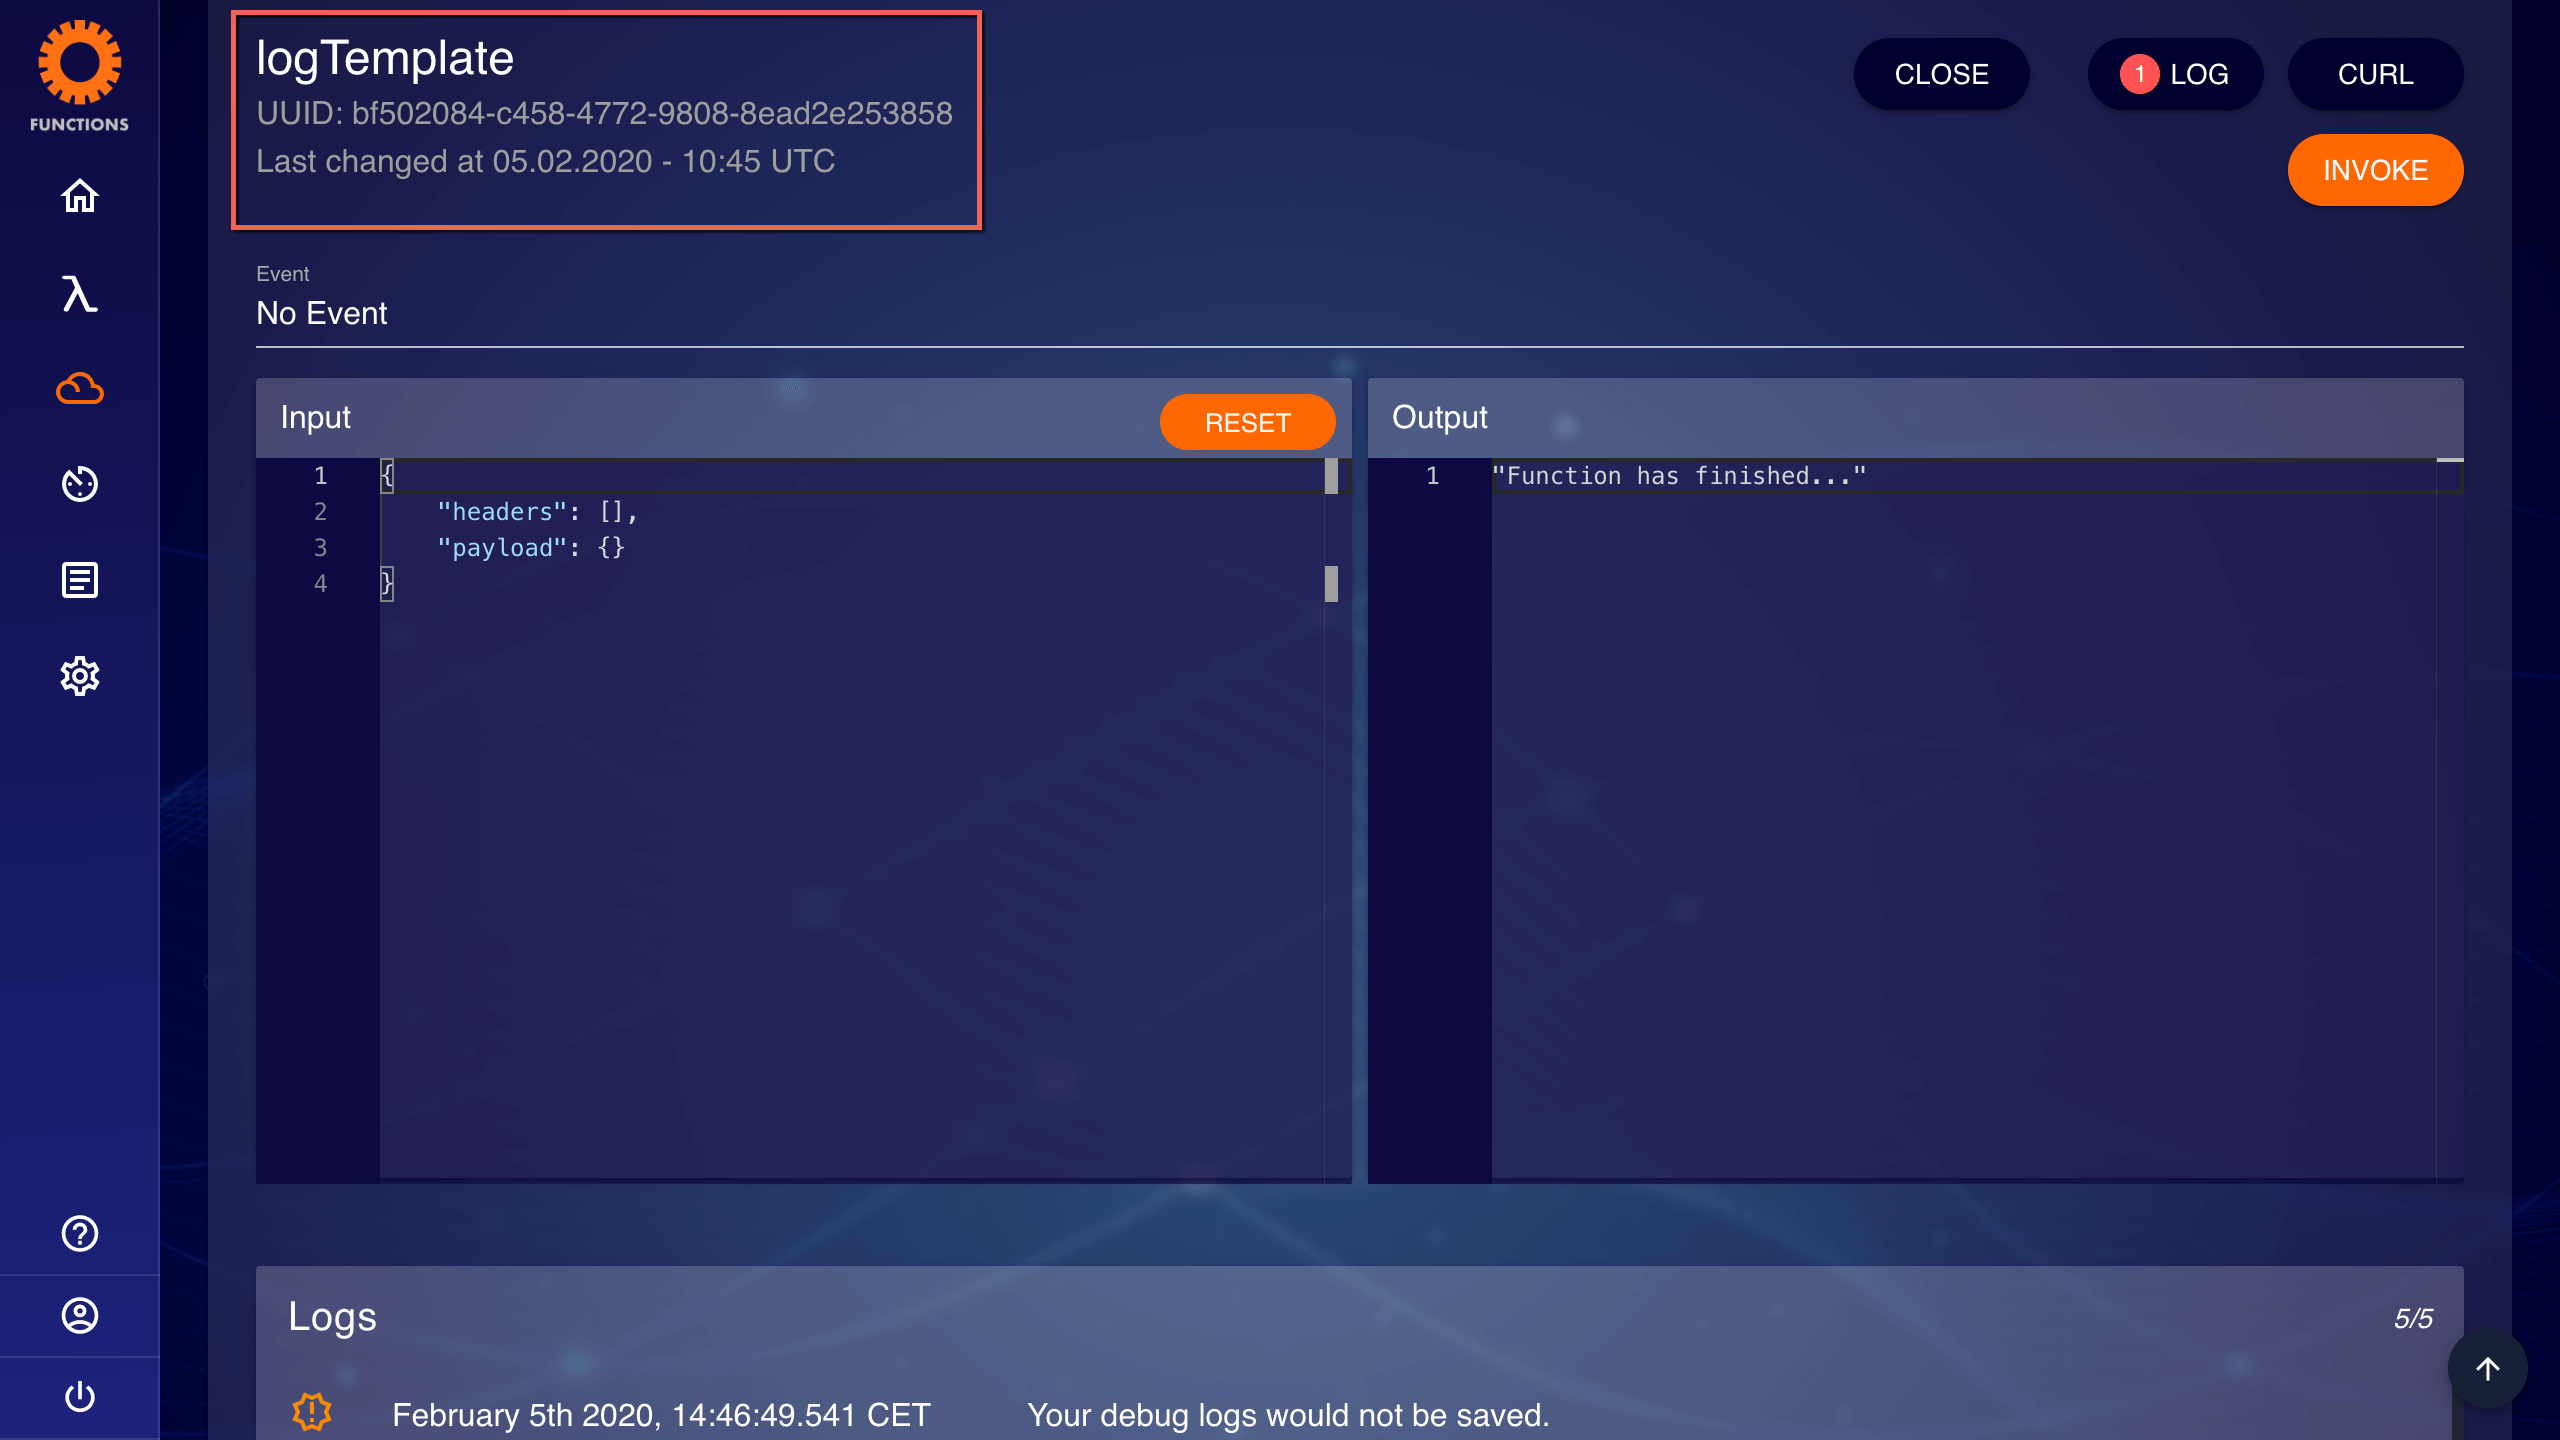 FUNCTIONS
logTemplate
UUID: bf502084-c458-4772-9808-8ead2e253858
Last changed at 05.02.2020 - 10:45 UTC
CLOSE
1 LOG
CURL
INVOKE
Event
No Event
Input
RESET
1 {
2 "headers": [],
3 "payload": {}
4 }
Output
1 "Function has finished..."
Logs
5/5
February 5th 2020, 14:46:49.541 CET Your debug logs would not be saved.